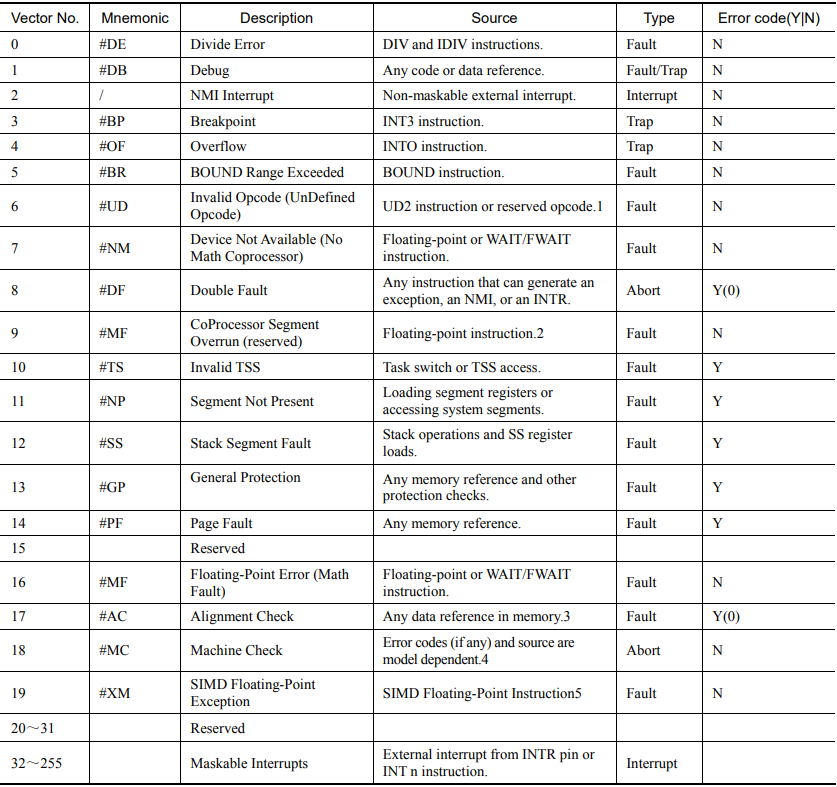 Vector No. Mnemonic Description Source Type Error code(Y|N)
0 #DE Divide Error DIV and IDIV instructions. Fault N
1 #DB Debug Any code or data reference. Fault/Trap N
2 / NMI Interrupt Non-maskable external interrupt. Interrupt N
3 #BP Breakpoint INT3 instruction. Trap N
4 #OF Overflow INTO instruction. Trap N
5 #BR BOUND Range Exceeded BOUND instruction. Fault N
6 #UD Invalid Opcode (UnDefined
Opcode) UD2 instruction or reserved opcode.1 Fault N
7 #NM Device Not Available (No
Math Coprocessor) Floating-point or WAIT/FWAIT
instruction. Fault N
8 #DF Double Fault Any instruction that can generate an
exception, an NMI, or an INTR. Abort Y(0)
9 #MF CoProcessor Segment
Overrun (reserved) Floating-point instruction.2 Fault N
10 #TS Invalid TSS Task switch or TSS access. Fault Y
11 #NP Segment Not Present Loading segment registers or
accessing system segments. Fault Y
12 #SS Stack Segment Fault Stack operations and SS register
loads. Fault Y
13 #GP General Protection Any memory reference and other
protection checks. Fault Y
14 #PF Page Fault Any memory reference. Fault Y
15 Reserved
16 #MF Floating-Point Error (Math
Fault) Floating-point or WAIT/FWAIT
instruction. Fault N
17 #AC Alignment Check Any data reference in memory.3 Fault Y(0)
18 #MC Machine Check Error codes (if any) and source are
model dependent.4 Abort N
19 #XM SIMD Floating-Point
Exception SIMD Floating-Point Instruction5 Fault N
20～31 Reserved
32～255 Maskable Interrupts External interrupt from INTR pin or
INT n instruction. Interrupt